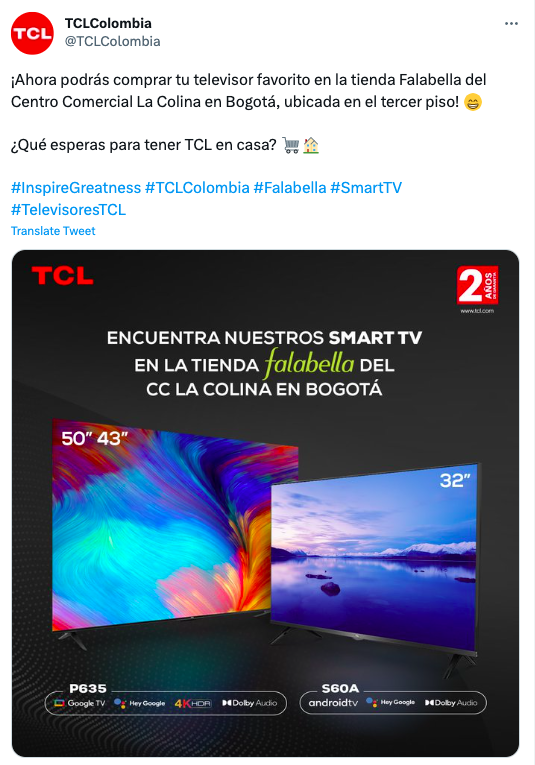 TCL
TCLColombia
@TCLColombia
¡Ahora podrás comprar tu televisor favorito en la tienda Falabella del
Centro Comercial La Colina en Bogotá, ubicada en el tercer piso! 😄
¿Qué esperas para tener TCL en casa? 🛒🏠
#InspireGreatness #TCLColombia #Falabella #SmartTV
#TelevisoresTCL
Translate Tweet
TCL
2 AÑOS DE GARANTÍA
www.tcl.com
ENCUENTRA NUESTROS SMART TV
EN LA TIENDA falabella DEL
CC LA COLINA EN BOGOTÁ
50” 43”
32”
P635
Google TV Hey Google 4K HDR Dolby Audio
S60A
androidtv Hey Google Dolby Audio